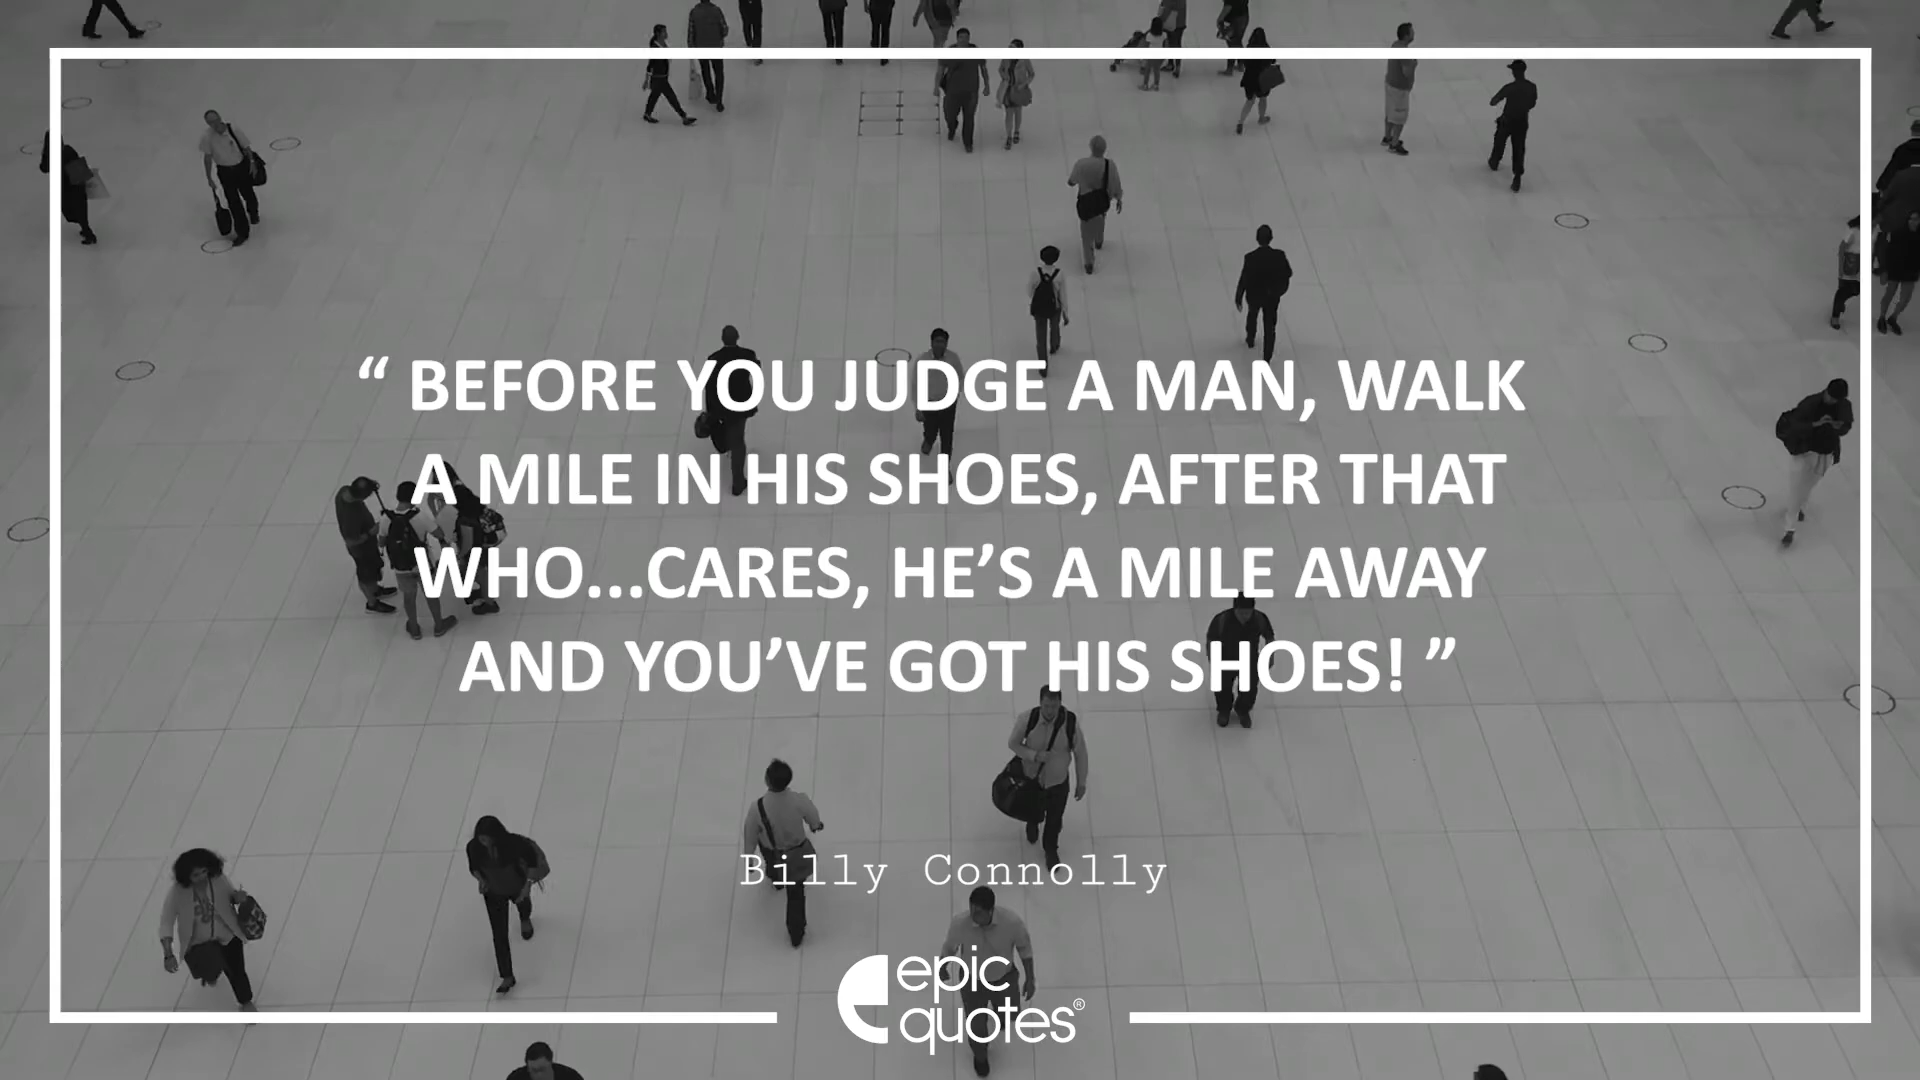 “ BEFORE YOU JUDGE A MAN, WALK
A MILE IN HIS SHOES, AFTER THAT
WHO...CARES, HE’S A MILE AWAY
AND YOU’VE GOT HIS SHOES! ”
Billy Connolly
epic
quotes®